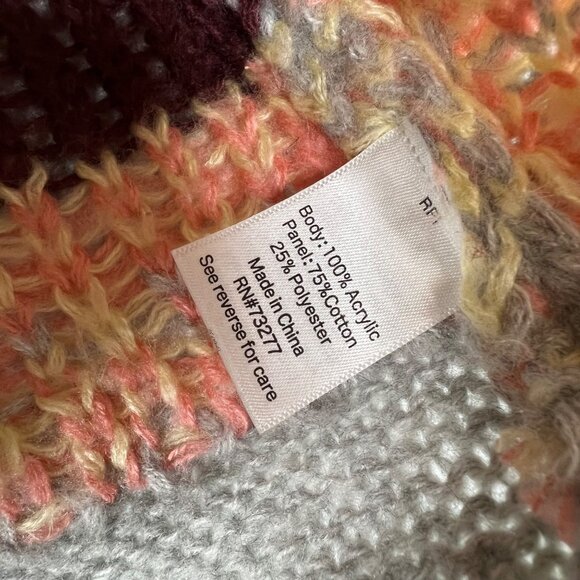 Body: 100% Acrylic
Panel: 75%Cotton
25% Polyester
Made in China
RN#73277
See reverse for care